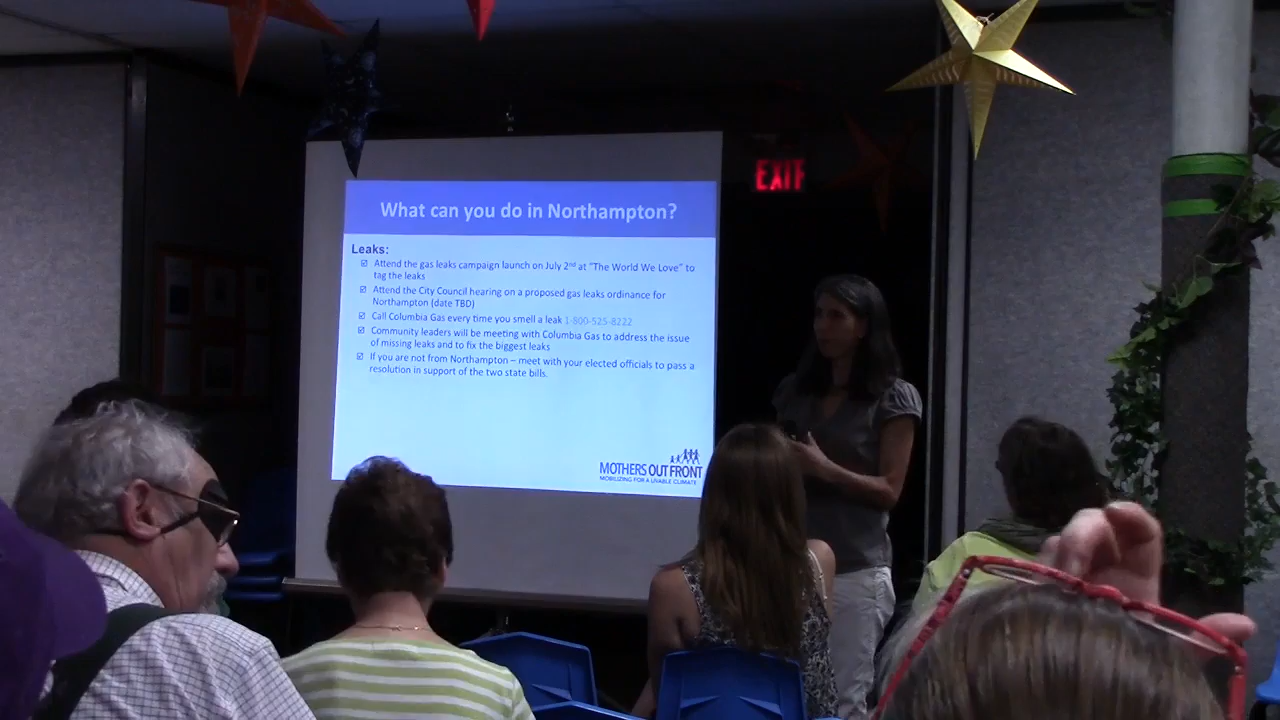 EXIT
What can you do in Northampton?
Leaks:
Attend the gas leaks campaign launch on July 2nd at "The World We Love" to
tag the leaks
Attend the City Council hearing on a proposed gas leaks ordinance for
Northampton (date TBD)
Call Columbia Gas every time you smell a leak 1-800-525-8222
Community leaders will be meeting with Columbia Gas to address the issue
of missing leaks and to fix the biggest leaks
If you are not from Northampton – meet with your elected officials to pass a
resolution in support of the two state bills.
MOTHERS OUT FRONT
MOBILIZING FOR A LIVABLE CLIMATE